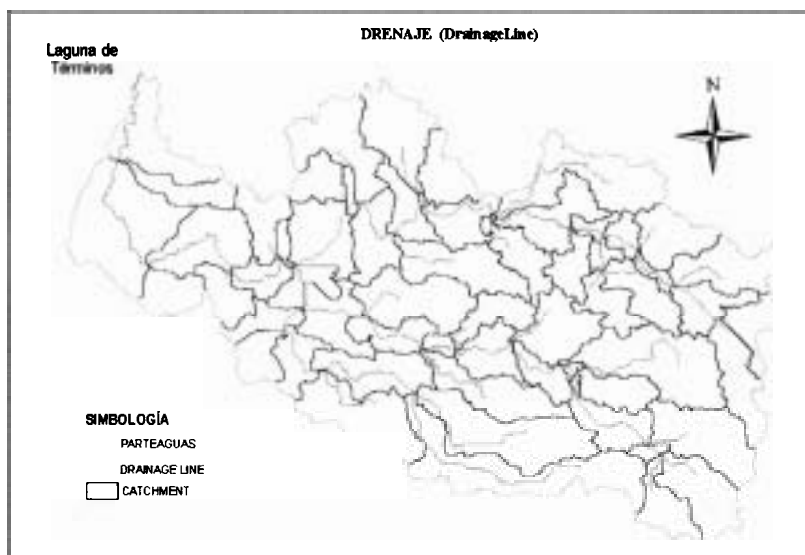 DRENAJE (DrainageLine)
Laguna de
Términos
N
SIMBOLOGÍA
PARTEAGUAS
DRAINAGE LINE
CATCHMENT